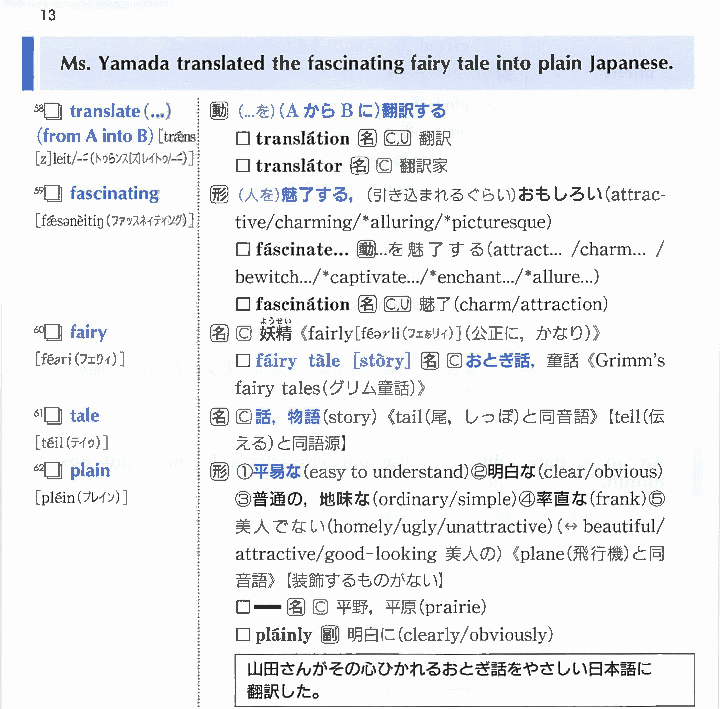 13
Ms. Yamada translated the fascinating fairy tale into plain Japanese.
58 translate (...)
(from A into B) [træns
[z]leit/-⸗(トゥランス[ズ]レイトゥ/-⸗)]
動 (...を)(A から B に)翻訳する
□ translátion 名 C,U 翻訳
□ translátor 名 C 翻訳家
59 fascinating
[fǽsənèitiŋ(ファッスネイティング)]
形 (人を)魅了する，(引き込まれるぐらい)おもしろい(attrac-
tive/charming/*alluring/*picturesque)
□ fáscinate... 動...を魅了する(attract... /charm... /
bewitch.../*captivate.../*enchant.../*allure...)
□ fascinátion 名 C,U 魅了(charm/attraction)
60 fairy
[féəri(フェゥリィ)]
名 C 妖精《fairly[féərli(フェゥリィ)](公正に，かなり)》
ようせい
□ fáiry tàle [stòry] 名 C おとぎ話，童話《Grimm's
fairy tales(グリム童話)》
61 tale
[téil(テイゥ)]
名 C 話，物語(story)《tail(尾，しっぽ)と同音語》【tell(伝
える)と同語源】
62 plain
[pléin(プレイン)]
形 ①平易な(easy to understand)②明白な(clear/obvious)
③普通の，地味な(ordinary/simple)④率直な(frank)⑤
美人でない(homely/ugly/unattractive)(↔ beautiful/
attractive/good-looking 美人の)《plane(飛行機)と同
音語》【装飾するものがない】
□ ━ 名 C 平野，平原(prairie)
□ pláinly 副 明白に(clearly/obviously)
山田さんがその心ひかれるおとぎ話をやさしい日本語に
翻訳した。